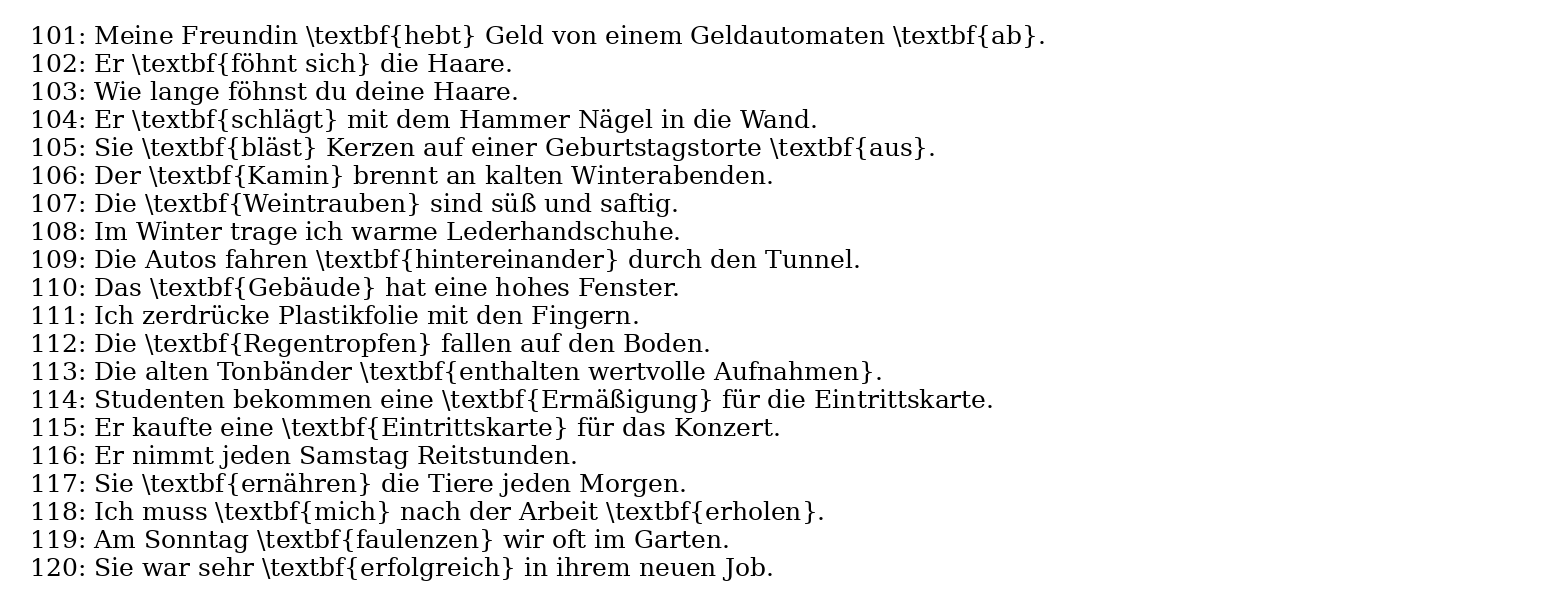 101: Meine Freundin \textbf{hebt} Geld von einem Geldautomaten \textbf{ab}.
102: Er \textbf{föhnt sich} die Haare.
103: Wie lange föhnst du deine Haare.
104: Er \textbf{schlägt} mit dem Hammer Nägel in die Wand.
105: Sie \textbf{bläst} Kerzen auf einer Geburtstagstorte \textbf{aus}.
106: Der \textbf{Kamin} brennt an kalten Winterabenden.
107: Die \textbf{Weintrauben} sind süß und saftig.
108: Im Winter trage ich warme Lederhandschuhe.
109: Die Autos fahren \textbf{hintereinander} durch den Tunnel.
110: Das \textbf{Gebäude} hat eine hohes Fenster.
111: Ich zerdrücke Plastikfolie mit den Fingern.
112: Die \textbf{Regentropfen} fallen auf den Boden.
113: Die alten Tonbänder \textbf{enthalten wertvolle Aufnahmen}.
114: Studenten bekommen eine \textbf{Ermäßigung} für die Eintrittskarte.
115: Er kaufte eine \textbf{Eintrittskarte} für das Konzert.
116: Er nimmt jeden Samstag Reitstunden.
117: Sie \textbf{ernähren} die Tiere jeden Morgen.
118: Ich muss \textbf{mich} nach der Arbeit \textbf{erholen}.
119: Am Sonntag \textbf{faulenzen} wir oft im Garten.
120: Sie war sehr \textbf{erfolgreich} in ihrem neuen Job.